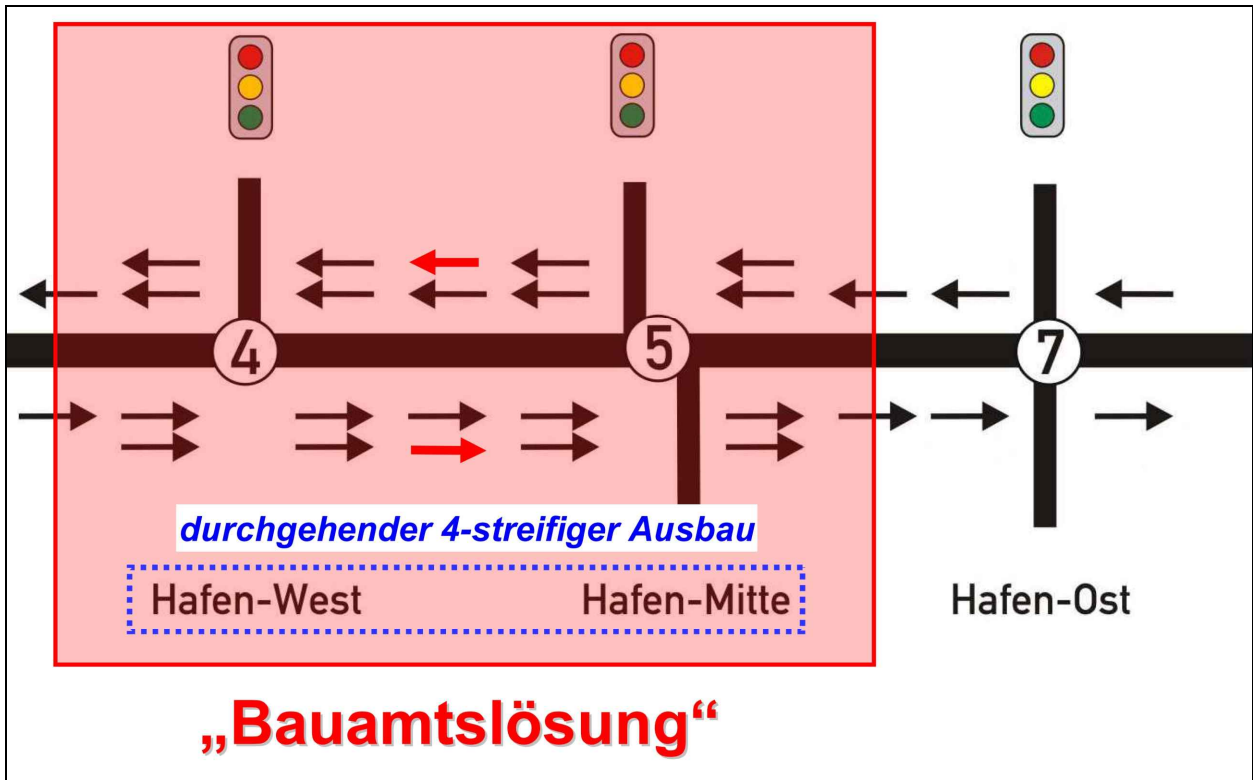 4 5 7
durchgehender 4-streifiger Ausbau
Hafen-West Hafen-Mitte Hafen-Ost
„Bauamtslösung“